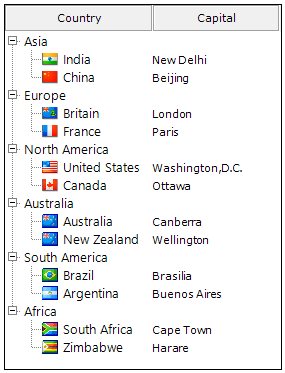 Country Capital
Asia
India New Delhi
China Beijing
Europe
Britain London
France Paris
North America
United States Washington,D.C.
Canada Ottawa
Australia
Australia Canberra
New Zealand Wellington
South America
Brazil Brasilia
Argentina Buenos Aires
Africa
South Africa Cape Town
Zimbabwe Harare